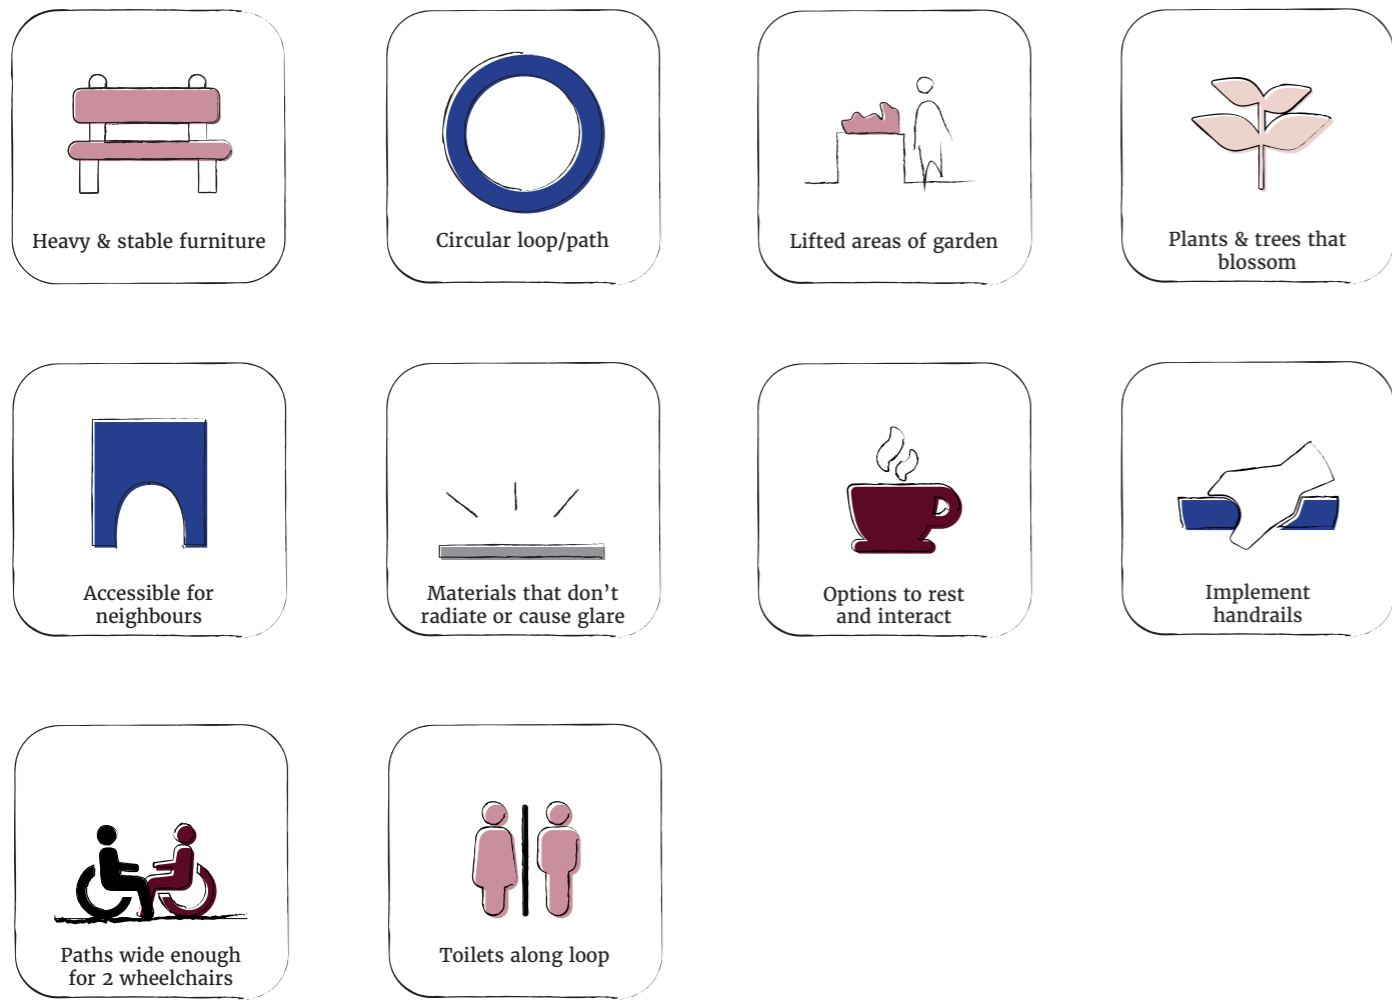 Heavy & stable furniture
Circular loop/path
Lifted areas of garden
Plants & trees that
blossom
Accessible for
neighbours
Materials that don’t
radiate or cause glare
Options to rest
and interact
Implement
handrails
Paths wide enough
for 2 wheelchairs
Toilets along loop